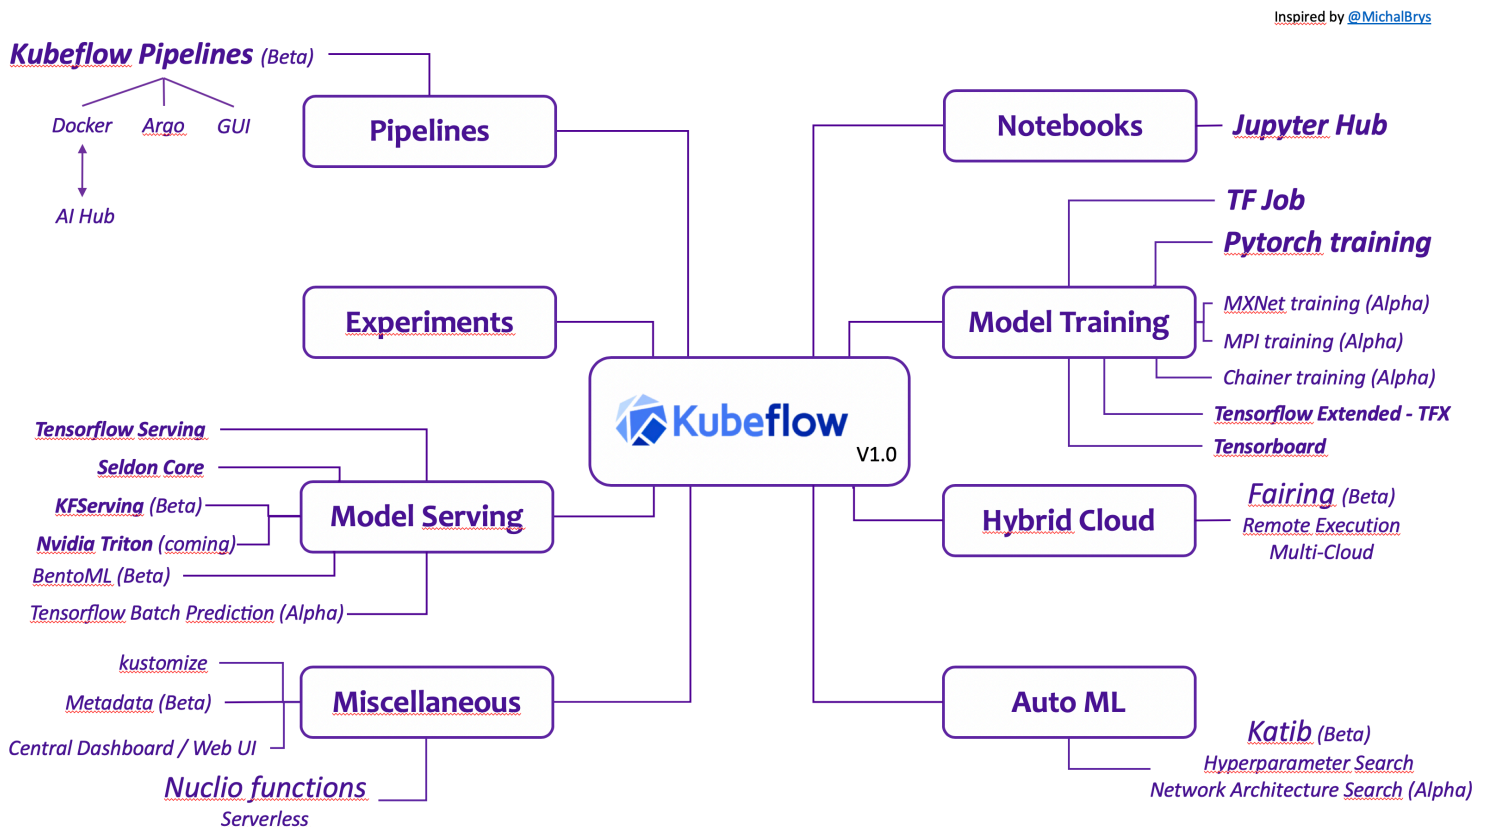 Inspired by @MichalBrys
Kubeflow Pipelines (Beta)
Docker
Argo
GUI
AI Hub
Pipelines
Experiments
Tensorflow Serving
Seldon Core
KFServing (Beta)
Nvidia Triton (coming)
BentoML (Beta)
Tensorflow Batch Prediction (Alpha)
Model Serving
kustomize
Metadata (Beta)
Central Dashboard / Web UI
Nuclio functions
Serverless
Miscellaneous
Kubeflow
V1.0
Notebooks
Jupyter Hub
TF Job
Pytorch training
Model Training
MXNet training (Alpha)
MPI training (Alpha)
Chainer training (Alpha)
Tensorflow Extended - TFX
Tensorboard
Hybrid Cloud
Fairing (Beta)
Remote Execution
Multi-Cloud
Auto ML
Katib (Beta)
Hyperparameter Search
Network Architecture Search (Alpha)